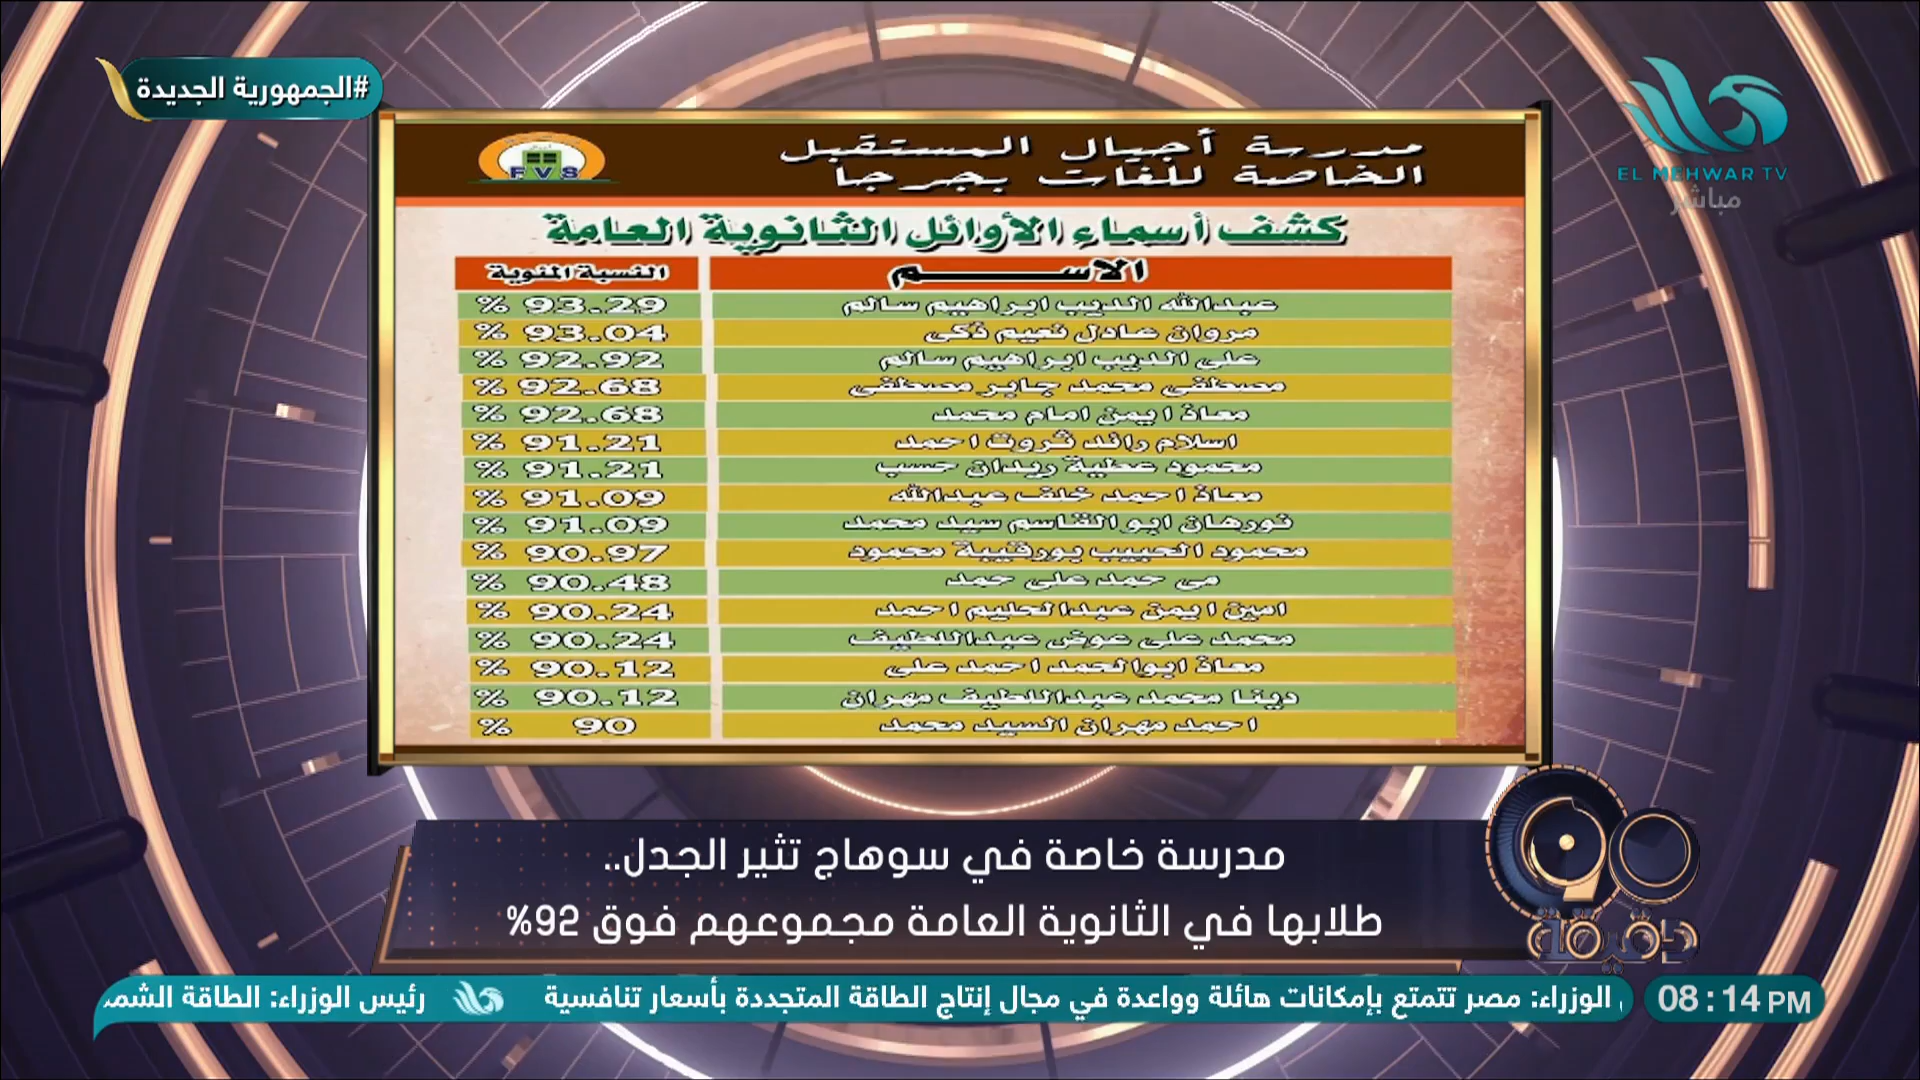 #الجمهورية الجديدة
EL MEHWAR TV
مباشر
مدرسة أجيال المستقبل
الخاصة للغات بجرجا
FVS
كشف أسماء الأوائل الثانوية العامة
الاســـــــم النسبة المئوية
عبدالله الديب ابراهيم سالم 93.29 %
مروان عادل نعيم ذكى 93.04 %
على الديب ابراهيم سالم 92.92 %
مصطفى محمد جابر مصطفى 92.68 %
معاذ ايمن امام محمد 92.68 %
اسلام رائد ثروت احمد 91.21 %
محمود عطية ريدان حسب 91.21 %
معاذ احمد خلف عبدالله 91.09 %
نورهان ابو القاسم سيد محمد 91.09 %
محمود الحبيب بورقيبة محمود 90.97 %
مى حمد على حمد 90.48 %
امين ايمن عبدالحليم احمد 90.24 %
محمد على عوض عبداللطيف 90.24 %
معاذ ابوالحمد احمد على 90.12 %
دينا محمد عبداللطيف مهران 90.12 %
احمد مهران السيد محمد 90 %
مدرسة خاصة في سوهاج تثير الجدل..
طلابها في الثانوية العامة مجموعهم فوق 92%
90
دقيقة
الوزراء: مصر تتمتع بإمكانات هائلة وواعدة في مجال إنتاج الطاقة المتجددة بأسعار تنافسية رئيس الوزراء: الطاقة
08:14 PM